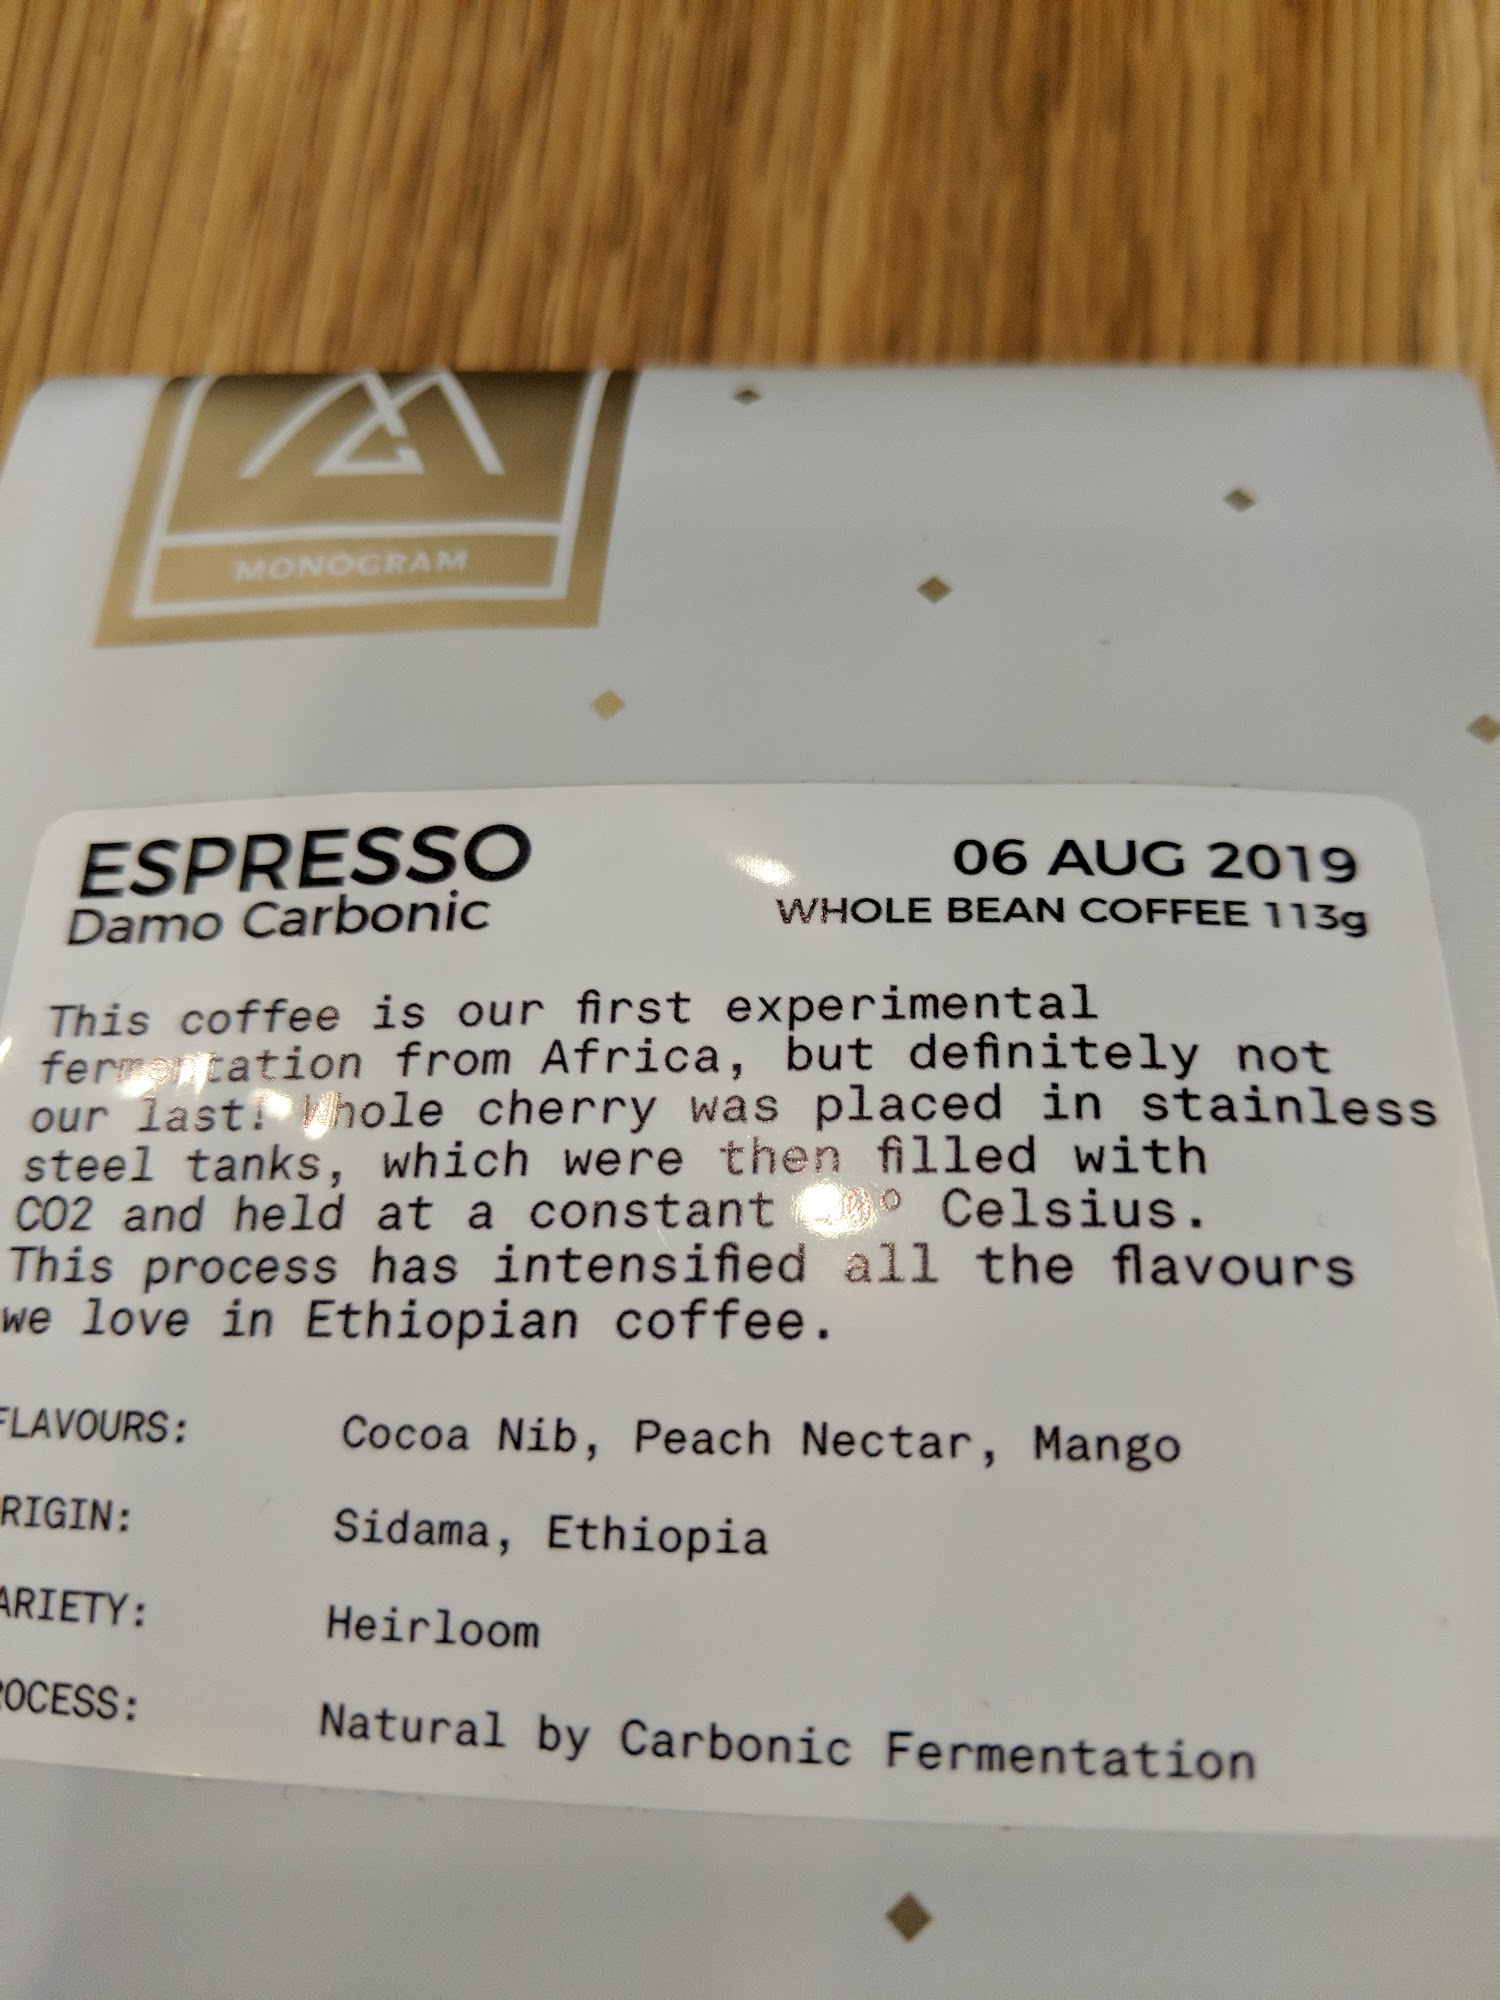 MONOGRAM
ESPRESSO
Damo Carbonic
06 AUG 2019
WHOLE BEAN COFFEE 113g
This coffee is our first experimental
fermentation from Africa, but definitely not
our last! Whole cherry was placed in stainless
steel tanks, which were then filled with
CO2 and held at a constant Celsius.
This process has intensified all the flavours
we love in Ethiopian coffee.
FLAVOURS: Cocoa Nib, Peach Nectar, Mango
RIGIN: Sidama, Ethiopia
ARIETY: Heirloom
ROCESS: Natural by Carbonic Fermentation